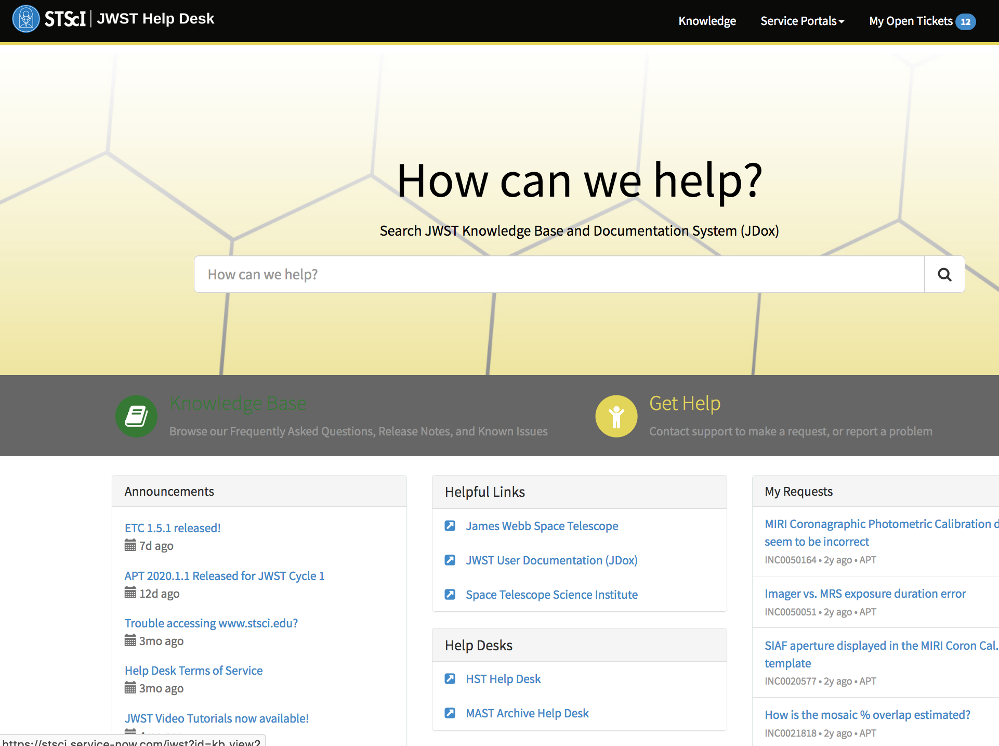 STScI | JWST Help Desk
Knowledge
Service Portals
My Open Tickets 12
How can we help?
Search JWST Knowledge Base and Documentation System (JDox)
How can we help?
Knowledge Base
Browse our Frequently Asked Questions, Release Notes, and Known Issues
Get Help
Contact support to make a request, or report a problem
Announcements
ETC 1.5.1 released!
7d ago
APT 2020.1.1 Released for JWST Cycle 1
12d ago
Trouble accessing www.stsci.edu?
3mo ago
Help Desk Terms of Service
3mo ago
JWST Video Tutorials now available!
https://stsci.service-now.com/jwst?id=kb_view2
Helpful Links
James Webb Space Telescope
JWST User Documentation (JDox)
Space Telescope Science Institute
Help Desks
HST Help Desk
MAST Archive Help Desk
My Requests
MIRI Coronagraphic Photometric Calibration d
seem to be incorrect
INC0050164 • 2y ago • APT
Imager vs. MRS exposure duration error
INC0050051 • 2y ago • APT
SIAF aperture displayed in the MIRI Coron Cal.
template
INC0020577 • 2y ago • APT
How is the mosaic % overlap estimated?
INC0021818 • 2y ago • APT